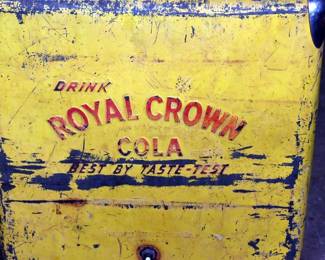 DRINK
ROYAL CROWN
COLA
BEST BY TASTE-TEST